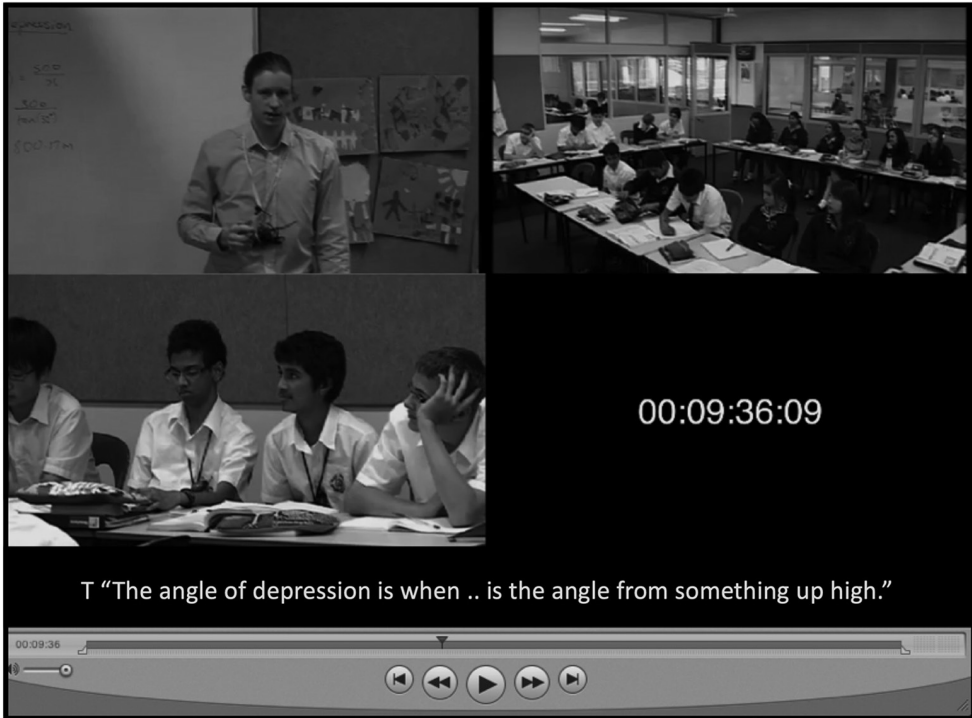 500
00:09:36:09
T “The angle of depression is when .. is the angle from something up high.”
00:09:36